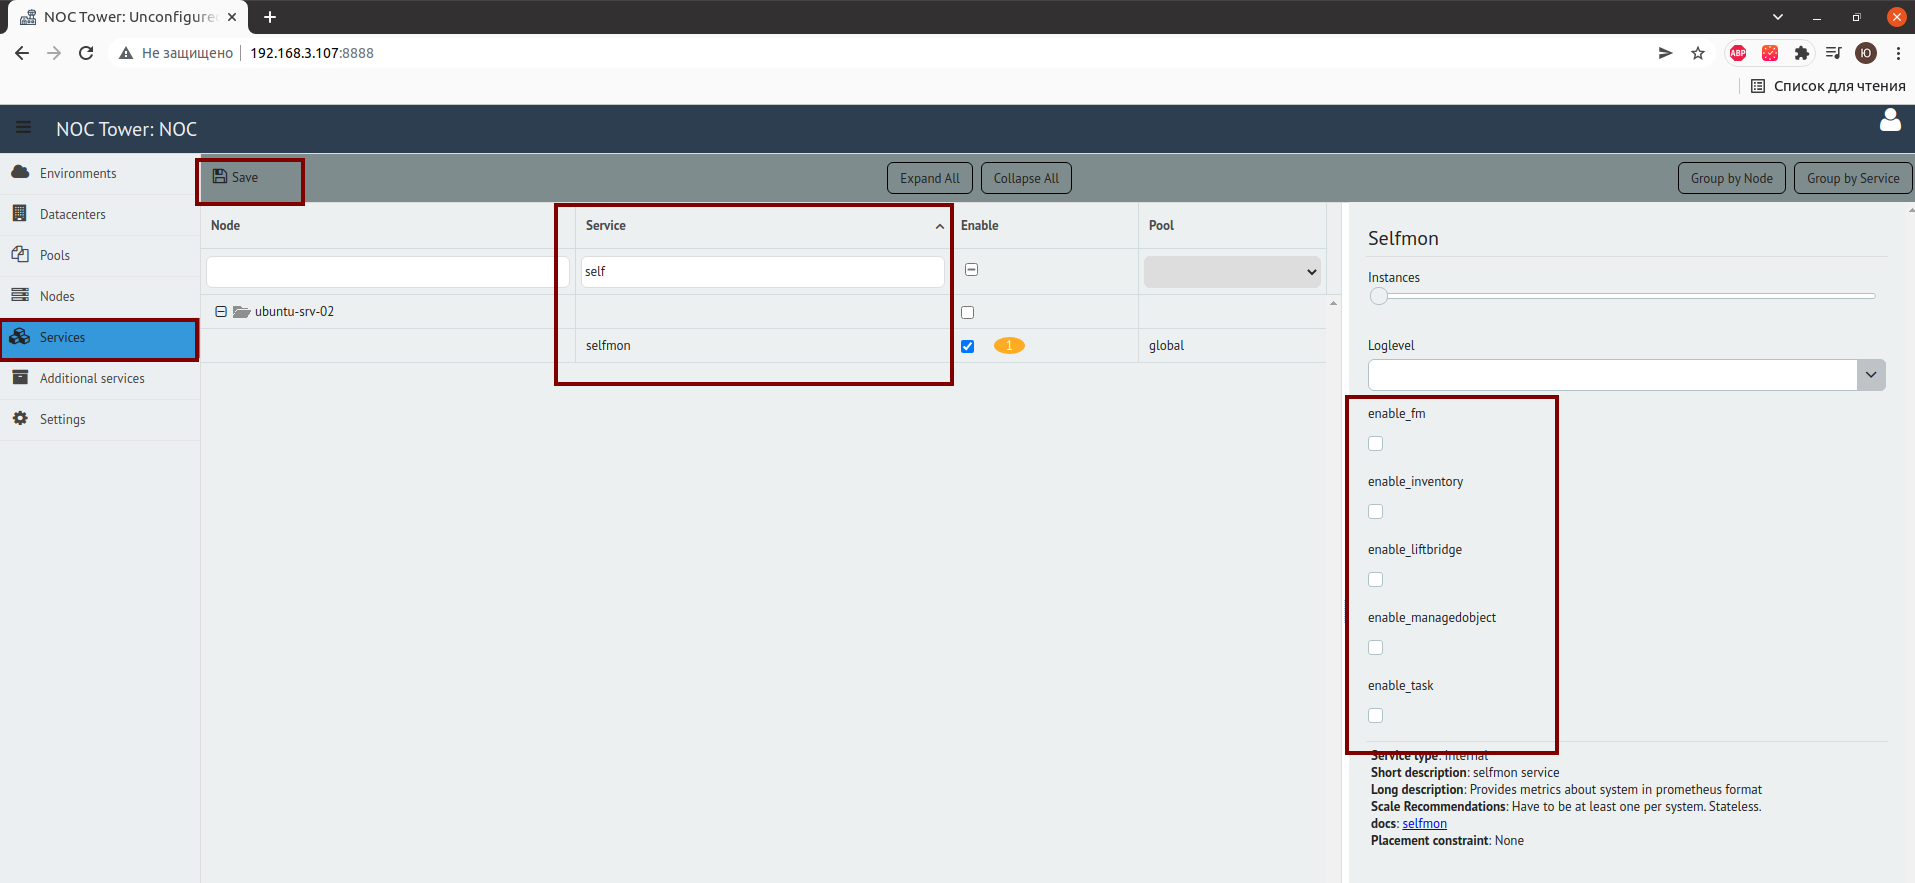 NOC Tower: Unconfigured
Не защищено
192.168.3.107:8888
ABP
Ю
Список для чтения
NOC Tower: NOC
Environments
Datacenters
Pools
Nodes
Services
Additional services
Settings
Save
Expand All
Collapse All
Group by Node
Group by Service
Node
Service
Enable
Pool
self
ubuntu-srv-02
selfmon
1
global
Selfmon
Instances
Loglevel
enable_fm
enable_inventory
enable_liftbridge
enable_managedobject
enable_task
Service type: internal
Short description: selfmon service
Long description: Provides metrics about system in prometheus format
Scale Recommendations: Have to be at least one per system. Stateless.
docs: selfmon
Placement constraint: None